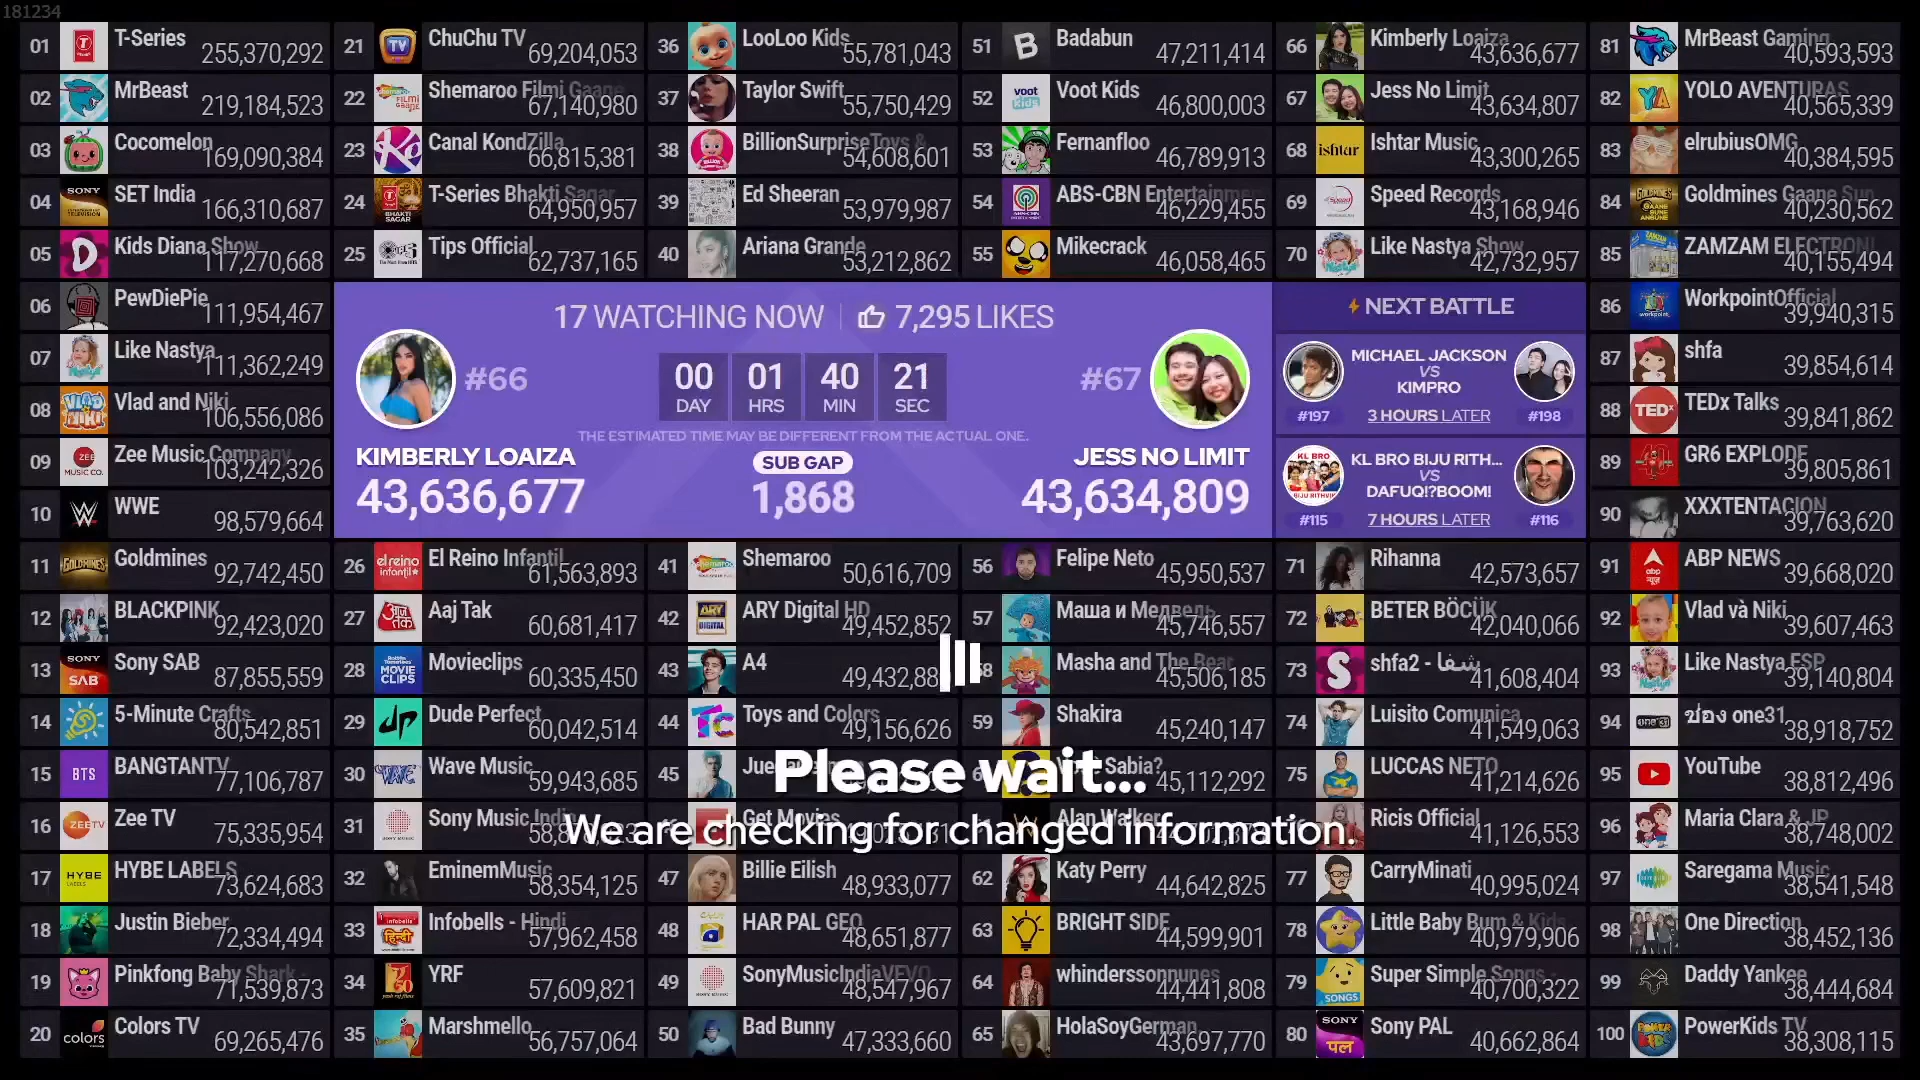 181234
01 T-Series 255,370,292
02 MrBeast 219,184,523
03 Cocomelon 169,090,384
04 SET India 166,310,687
05 Kids Diana Show 117,270,668
06 PewDiePie 111,954,467
07 Like Nastya 111,362,249
08 Vlad and Niki 106,556,086
09 Zee Music Company 103,242,326
10 WWE 98,579,664
11 Goldmines 92,742,450
12 BLACKPINK 92,423,020
13 Sony SAB 87,855,559
14 5-Minute Crafts 80,542,851
15 BANGTANTV 77,106,787
16 Zee TV 75,335,954
17 HYBE LABELS 73,624,683
18 Justin Bieber 72,334,494
19 Pinkfong Baby Shark - 71,539,873
20 Colors TV 69,265,476
21 ChuChu TV 69,204,053
22 Shemaroo Filmi Gaane 67,140,980
23 Canal KondZilla 66,815,381
24 T-Series Bhakti Sagar 64,950,957
25 Tips Official 62,737,165
36 LooLoo Kids 55,781,043
37 Taylor Swift 55,750,429
38 BillionSurpriseToys & 54,608,601
39 Ed Sheeran 53,979,987
40 Ariana Grande 53,212,862
51 Badabun 47,211,414
52 Voot Kids 46,800,003
53 Fernanfloo 46,789,913
54 ABS-CBN Entertainme 46,229,455
55 Mikecrack 46,058,465
66 Kimberly Loaiza 43,636,677
67 Jess No Limit 43,634,807
68 Ishtar Music 43,300,265
69 Speed Records 43,168,946
70 Like Nastya Show 42,732,957
17 WATCHING NOW | 7,295 LIKES
#66
00 01 40 21
DAY HRS MIN SEC
#67
THE ESTIMATED TIME MAY BE DIFFERENT FROM THE ACTUAL ONE.
KIMBERLY LOAIZA
43,636,677
SUB GAP
1,868
JESS NO LIMIT
43,634,809
NEXT BATTLE
MICHAEL JACKSON
VS
KIMPRO
#197 3 HOURS LATER #198
KL BRO BIJU RITH...
VS
DAFUQ!?BOOM!
#115 7 HOURS LATER #116
26 El Reino Infantil 61,563,893
27 Aaj Tak 60,681,417
28 Movieclips 60,335,450
29 Dude Perfect 60,042,514
30 Wave Music 59,943,685
31 Sony Music
32 EminemMusic 58,354,125
33 Infobells - Hindi 57,962,458
34 YRF 57,609,821
35 Marshmello 56,757,064
41 Shemaroo 50,616,709
42 ARY Digital HD 49,452,852
43 A4
44 Toys and Colors 49,156,626
45
Get Movies
47 Billie Eilish 48,933,077
48 HAR PAL GEO 48,651,877
49 SonyMusicIndiaVEVO 48,547,967
50 Bad Bunny 47,333,660
56 Felipe Neto 45,950,537
57 Маша и Медведь 45,746,557
Masha and The Bear 45,506,185
59 Shakira 45,240,147
Sabia? 45,112,292
Alan Walker
62 Katy Perry 44,642,825
63 BRIGHT SIDE 44,599,901
64 whinderssonnunes 44,441,808
65 HolaSoyGerman 43,697,770
71 Rihanna 42,573,657
72 BETER BÖCÜK 42,040,066
73 shfa2 - شفا 41,608,404
74 Luisito Comunica 41,549,063
75 LUCCAS NETO 41,214,626
Ricis Official 41,126,553
77 CarryMinati 40,995,024
78 Little Baby Bum & Kids 40,979,906
79 Super Simple Songs - 40,700,322
80 Sony PAL 40,662,864
81 MrBeast Gaming 40,593,593
82 YOLO AVENTURAS 40,565,339
83 elrubiusOMG 40,384,595
84 Goldmines Gaane Sun 40,230,562
85 ZAMZAM ELECTRONI 40,155,494
86 WorkpointOfficial 39,940,315
87 shfa 39,854,614
88 TEDx Talks 39,841,862
89 GR6 EXPLODE 39,805,861
90 XXXTENTACION 39,763,620
91 ABP NEWS 39,668,020
92 Vlad và Niki 39,607,463
93 Like Nastya ESP 39,140,804
94 ช่อง one31 38,918,752
95 YouTube 38,812,496
96 Maria Clara & JP 38,748,002
97 Saregama Music 38,541,548
98 One Direction 38,452,136
99 Daddy Yankee 38,444,684
100 PowerKids TV 38,308,115
Please wait...
We are checking for changed information.